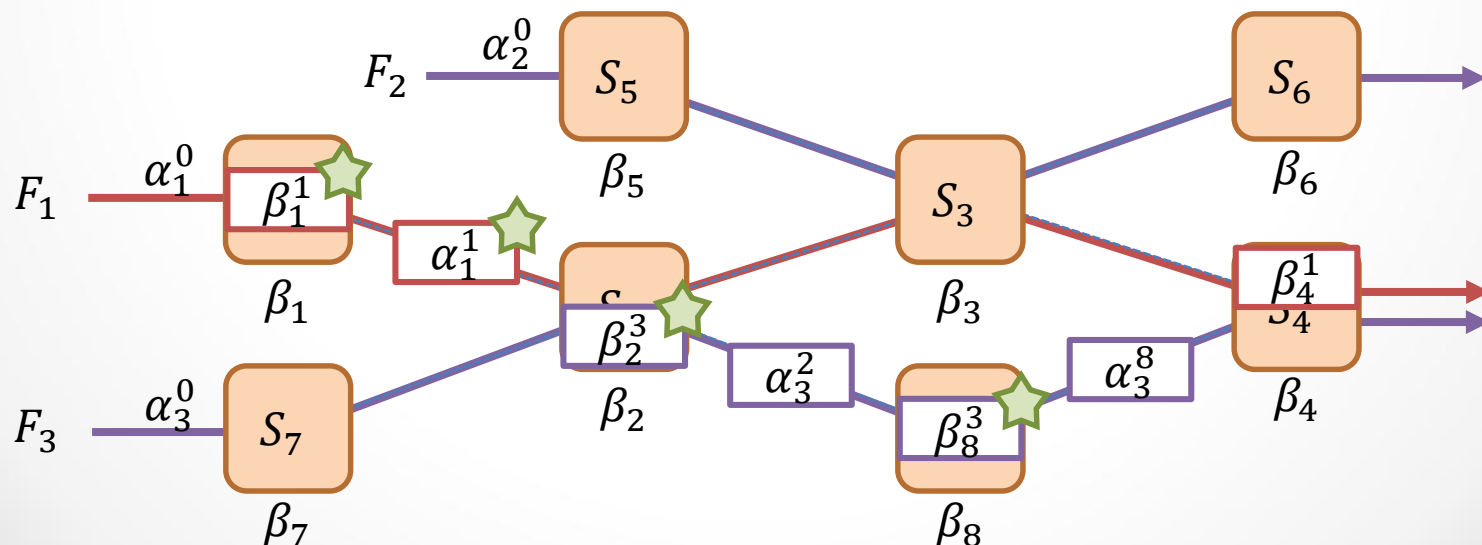 F₂
α₂⁰
S₅
β₅
S₆
β₆
F₁
α₁⁰
β₁¹
β₁
α₁¹
S
β₂³
β₂
S₃
β₃
β₄¹
S₄
β₄
F₃
α₃⁰
S₇
β₇
α₃²
β₈³
β₈
α₃⁸